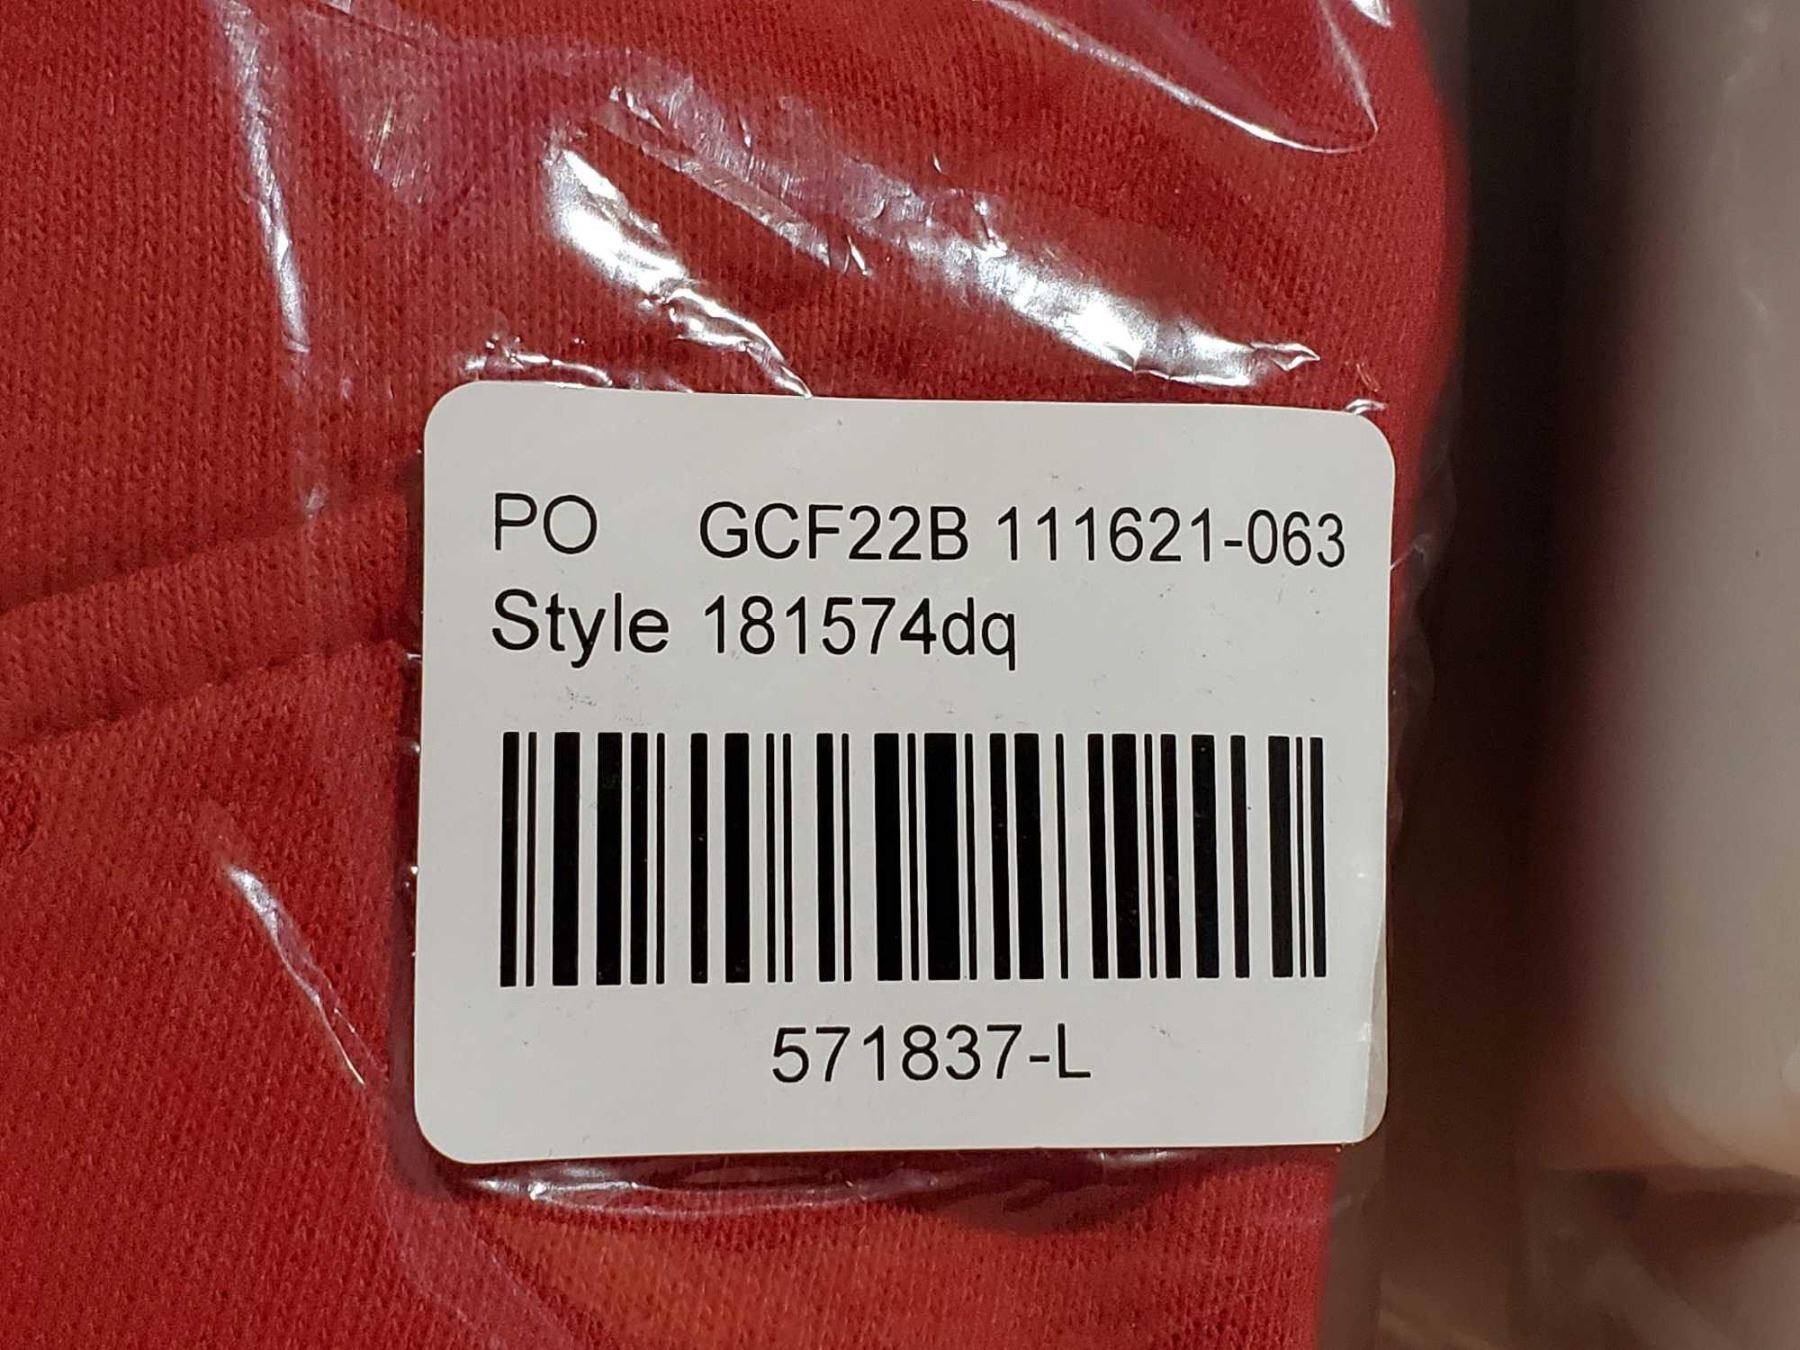 PO GCF22B 111621-063
Style 181574dq
571837-L